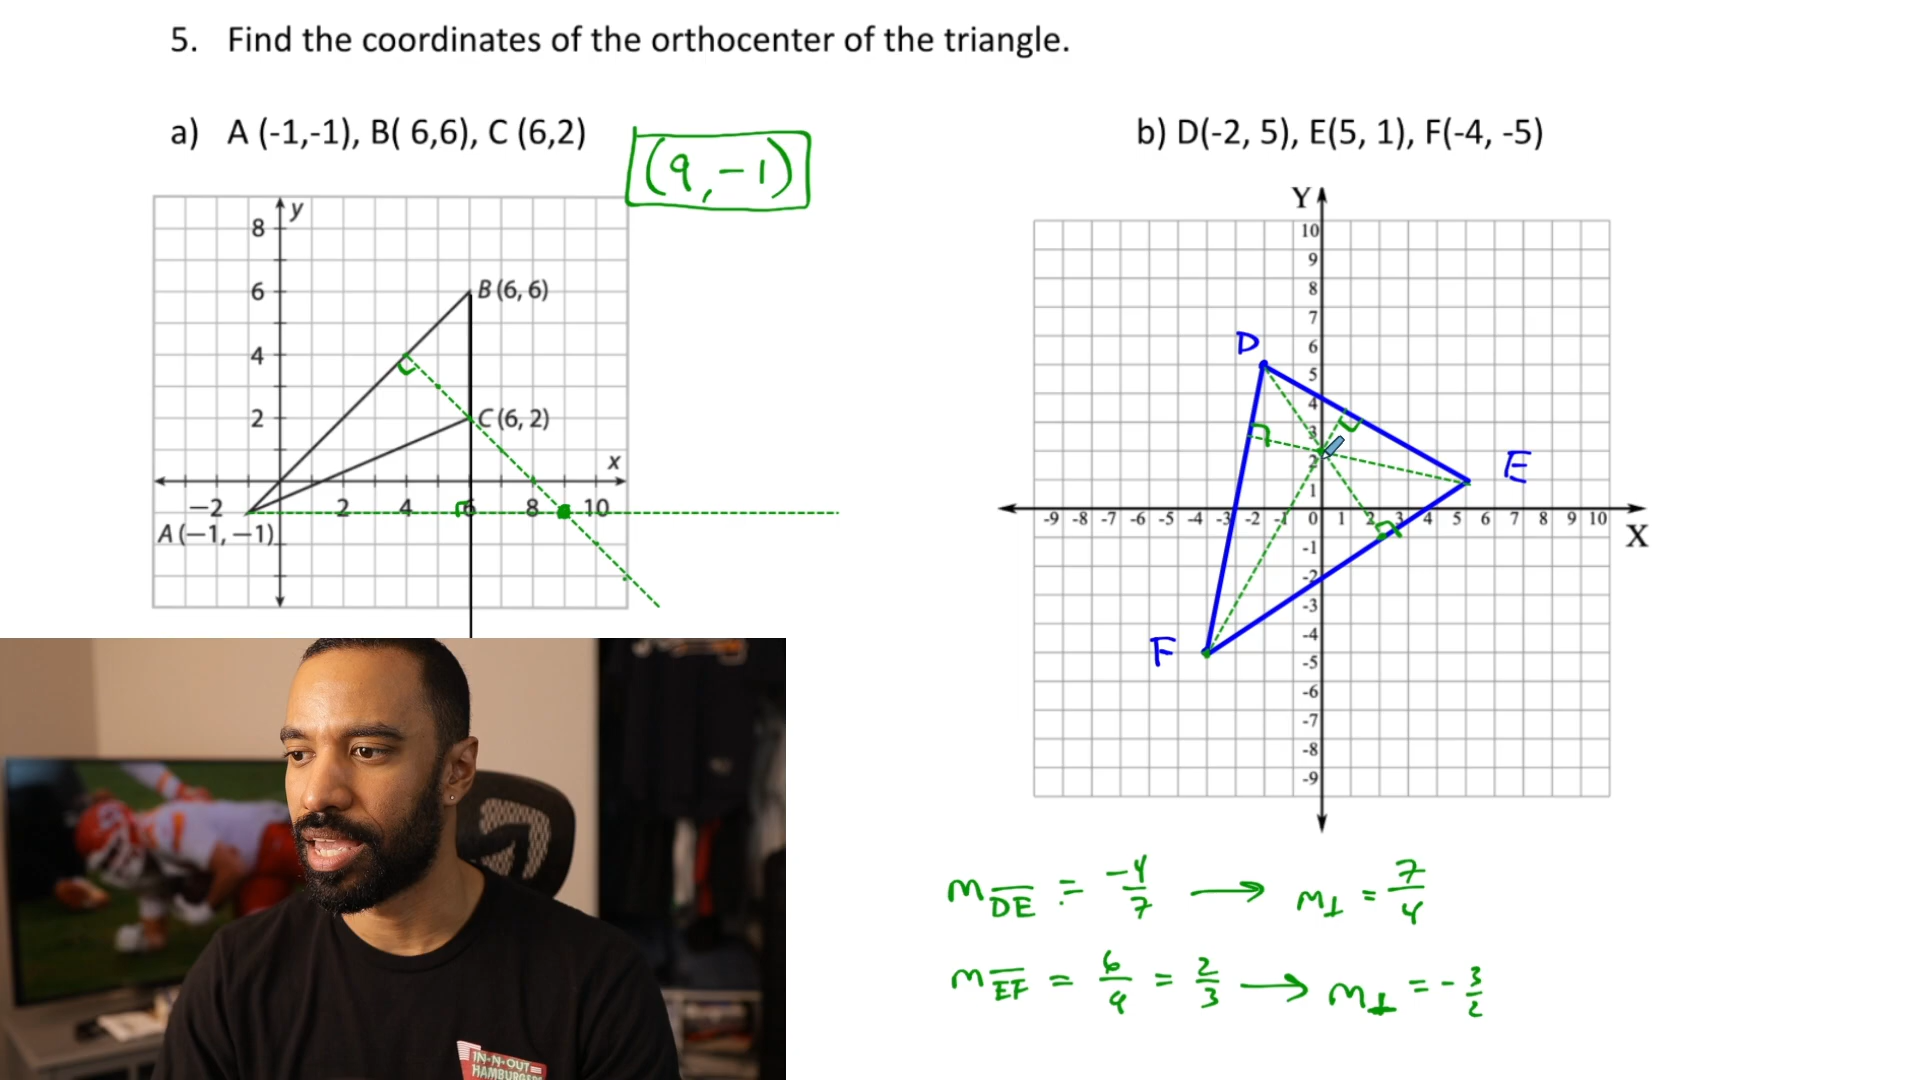 5. Find the coordinates of the orthocenter of the triangle.
a) A (-1,-1), B( 6,6), C (6,2)
(9,-1)
b) D(-2, 5), E(5, 1), F(-4, -5)
y
8
6
4
2
B (6, 6)
C (6, 2)
x
-2 2 4 6 8 10
A (-1, -1)
Y
10
9
8
7
6
5
4
3
2
1
D
E
F
-9 -8 -7 -6 -5 -4 -3 -2 -1 0 1 2 3 4 5 6 7 8 9 10
X
-1
-2
-3
-4
-5
-6
-7
-8
-9
m DE = -4/7 → m⊥ = 7/4
m EF = 6/9 = 2/3 → m⊥ = -3/2
IN-N-OUT
HAMBURGERS